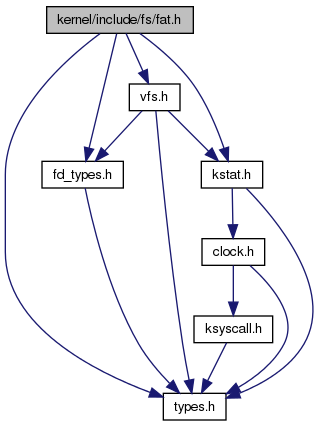 kernel/include/fs/fat.h
vfs.h
fd_types.h
kstat.h
clock.h
ksyscall.h
types.h